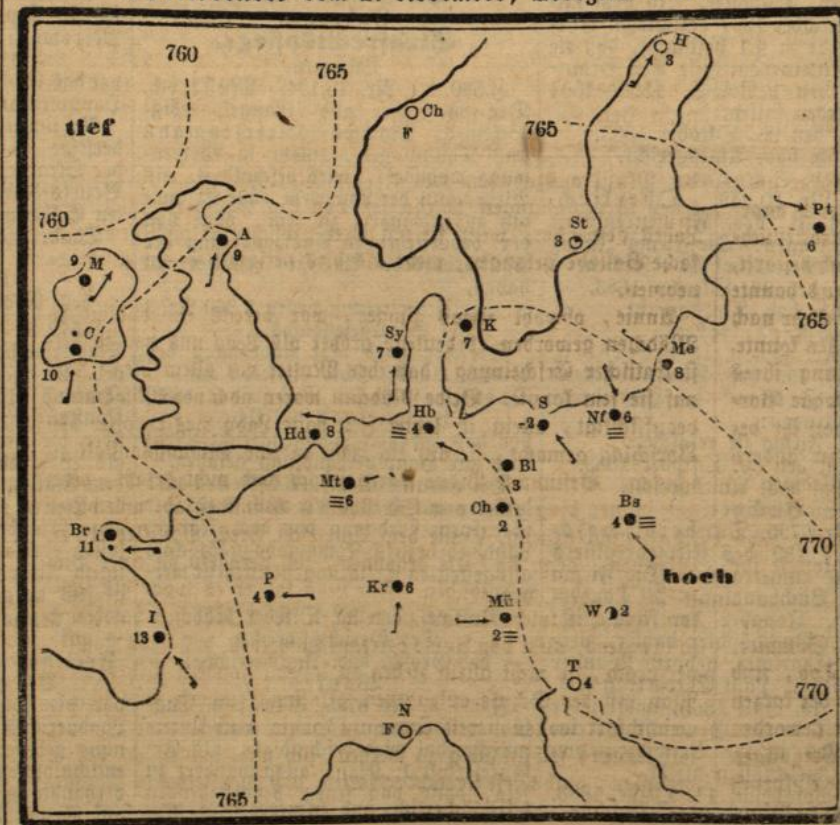 760
765
H
3
tief
Ch
F
765
760
A
9
St
3
Pt
6
9
M
C
10
Sy
7
K
7
765
Me
8
Hd
8
Hb
4
S
-2
Nf
6
Bl
3
Mt
6
Ch
2
Bs
4
Br
11
770
hoch
P
4
Kr
6
Mü
2
W
2
I
13
T
4
770
N
F
765